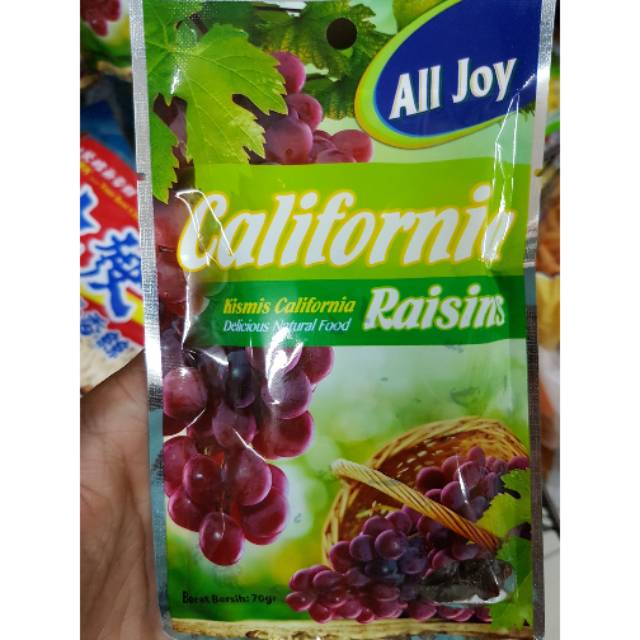 All Joy
California
Kismis California
Delicious Natural Food
Raisins
Berat Bersih: 70gr